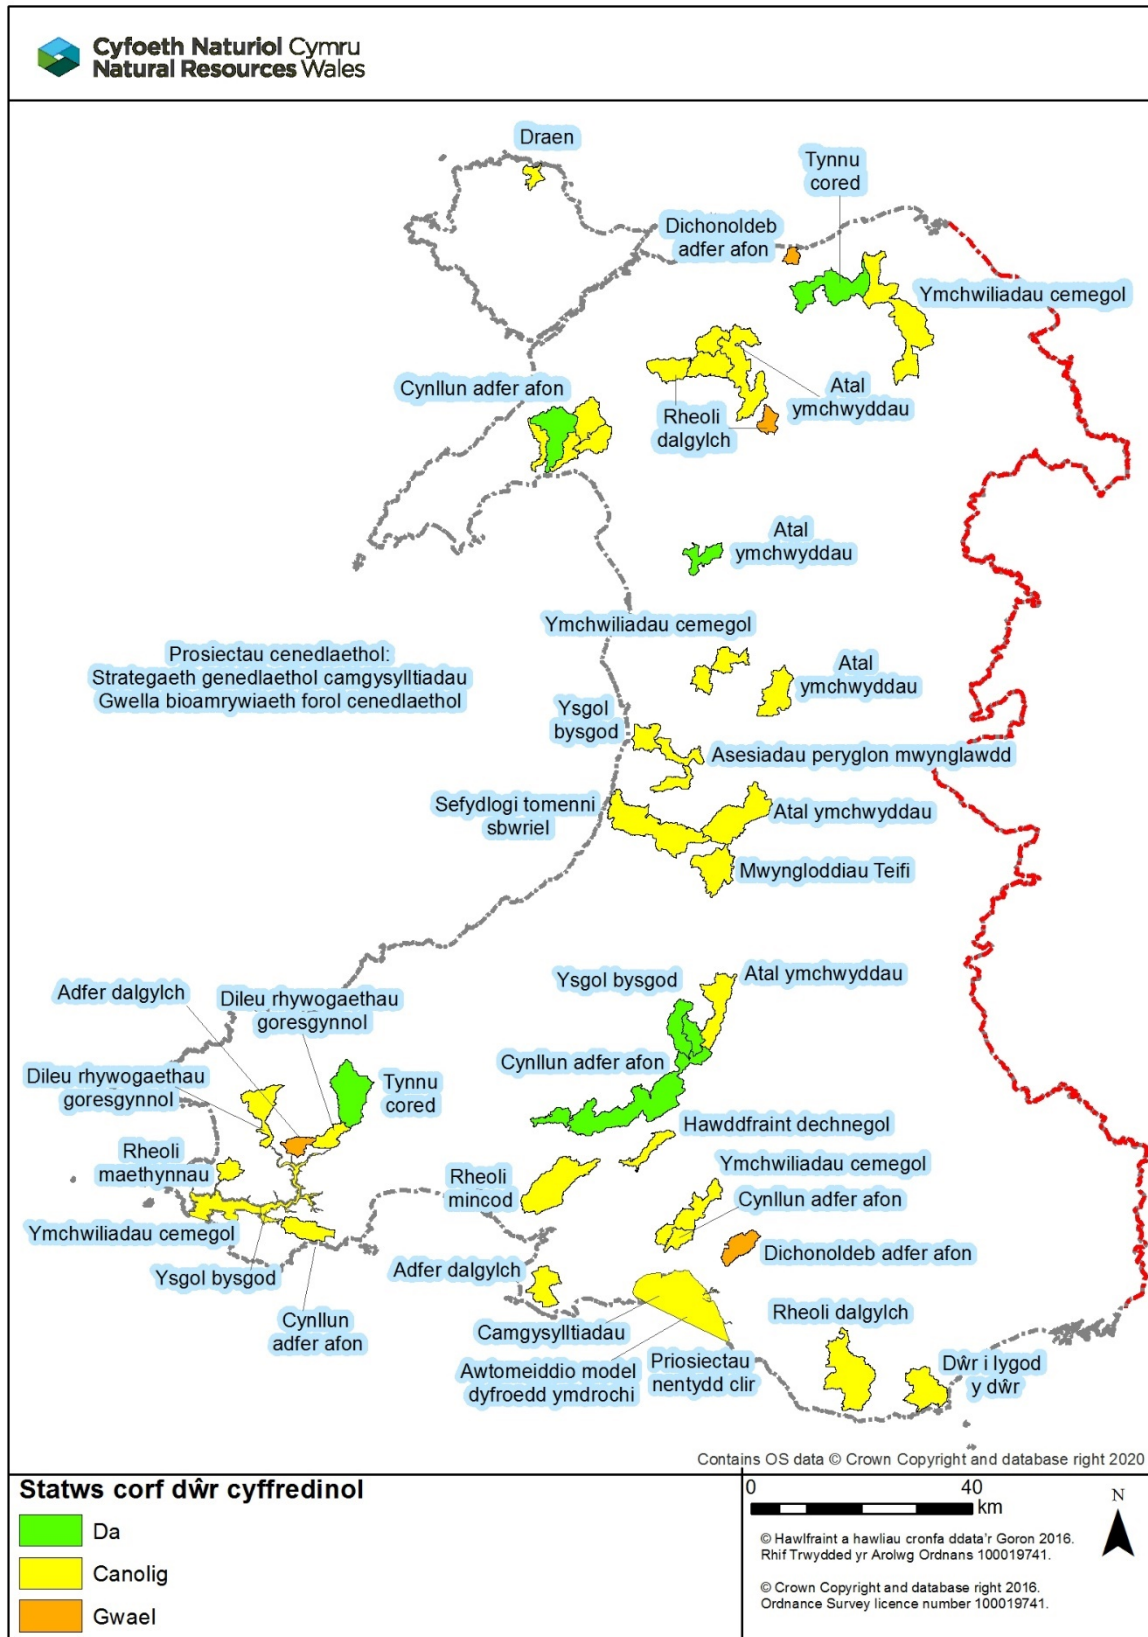 Cyfoeth Naturiol Cymru
Natural Resources Wales
Draen
Tynnu
cored
Dichonoldeb
adfer afon
Ymchwiliadau cemegol
Cynllun adfer afon
Atal
ymchwyddau
Rheoli
dalgylch
Atal
ymchwyddau
Ymchwiliadau cemegol
Prosiectau cenedlaethol:
Strategaeth genedlaethol camgysylltiadau
Gwella bioamrywiaeth forol cenedlaethol
Atal
ymchwyddau
Ysgol
bysgod
Asesiadau peryglon mwynglawdd
Sefydlogi tomenni
sbwriel
Atal ymchwyddau
Mwyngloddiau Teifi
Ysgol bysgod
Atal ymchwyddau
Adfer dalgylch
Dileu rhywogaethau
goresgynnol
Cynllun adfer afon
Dileu rhywogaethau
goresgynnol
Tynnu
cored
Hawddfraint dechnegol
Rheoli
maethynnau
Rheoli
mincod
Ymchwiliadau cemegol
Cynllun adfer afon
Ymchwiliadau cemegol
Dichonoldeb adfer afon
Ysgol bysgod
Adfer dalgylch
Cynllun
adfer afon
Camgysylltiadau
Rheoli dalgylch
Awtomeiddio model
dyfroedd ymdrochi
Priosiectau
nentydd clir
Dŵr i lygod
y dŵr
Contains OS data © Crown Copyright and database right 2020
Statws corf dŵr cyffredinol
Da
Canolig
Gwael
0 40
km
N
© Hawlfraint a hawliau cronfa ddata'r Goron 2016.
Rhif Trwydded yr Arolwg Ordnans 100019741.
© Crown Copyright and database right 2016.
Ordnance Survey licence number 100019741.